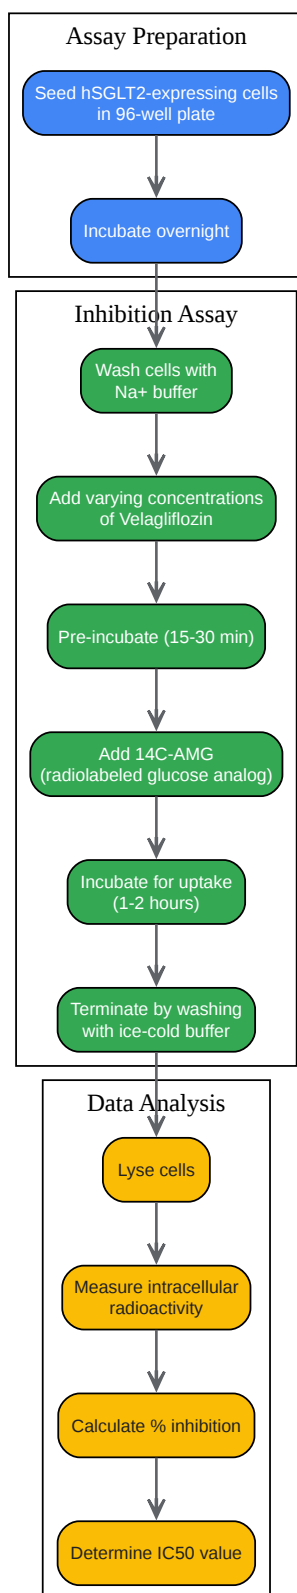 Assay Preparation
Seed hSGLT2-expressing cells
in 96-well plate
Incubate overnight
Inhibition Assay
Wash cells with
Na+ buffer
Add varying concentrations
of Velagliflozin
Pre-incubate (15-30 min)
Add 14C-AMG
(radiolabeled glucose analog)
Incubate for uptake
(1-2 hours)
Terminate by washing
with ice-cold buffer
Data Analysis
Lyse cells
Measure intracellular
radioactivity
Calculate % inhibition
Determine IC50 value